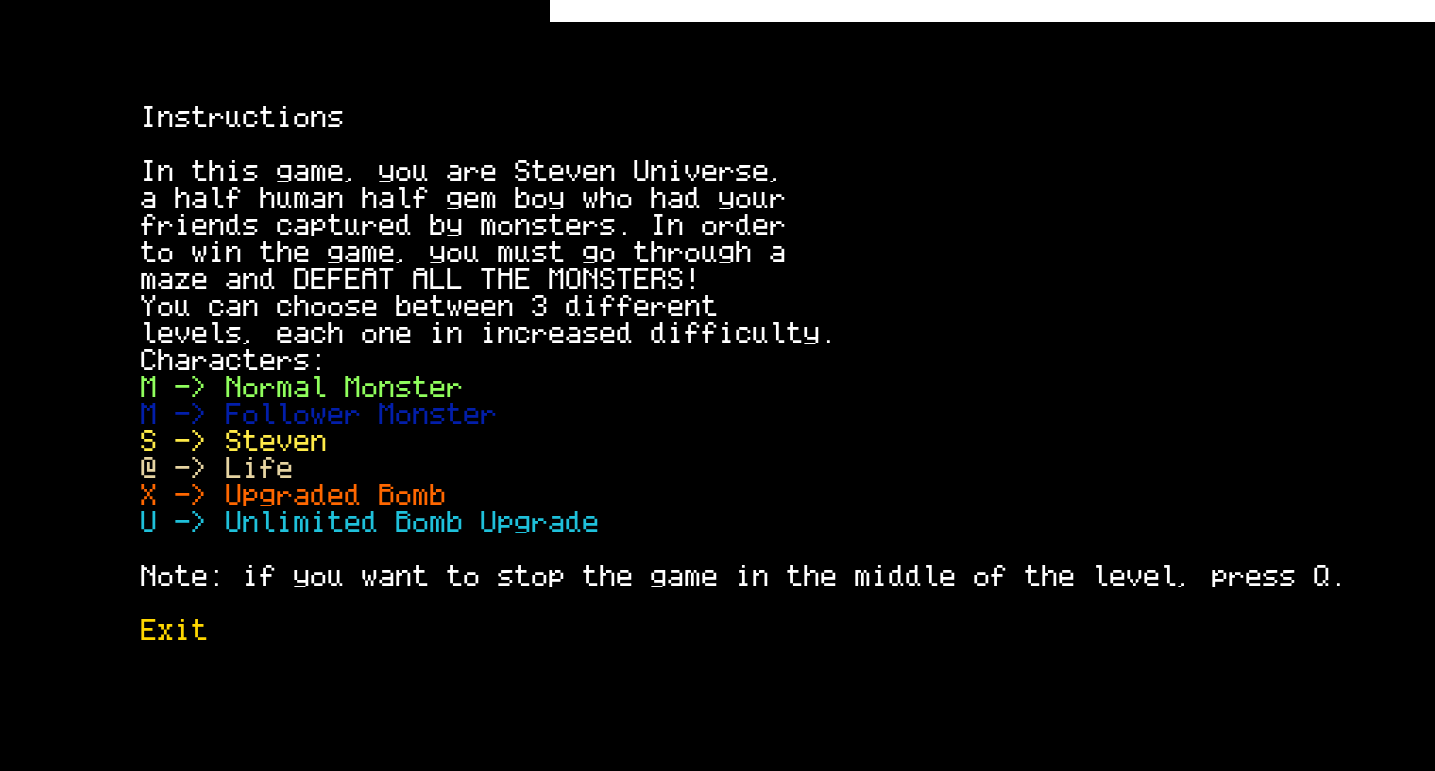 Instructions
In this game, you are Steven Universe,
a half human half gem boy who had your
friends captured by monsters. In order
to win the game, you must go through a
maze and DEFEAT ALL THE MONSTERS!
You can choose between 3 different
levels, each one in increased difficulty.
Characters:
M -> Normal Monster
M -> Follower Monster
S -> Steven
@ -> Life
X -> Upgraded Bomb
U -> Unlimited Bomb Upgrade
Note: if you want to stop the game in the middle of the level, press Q.
Exit